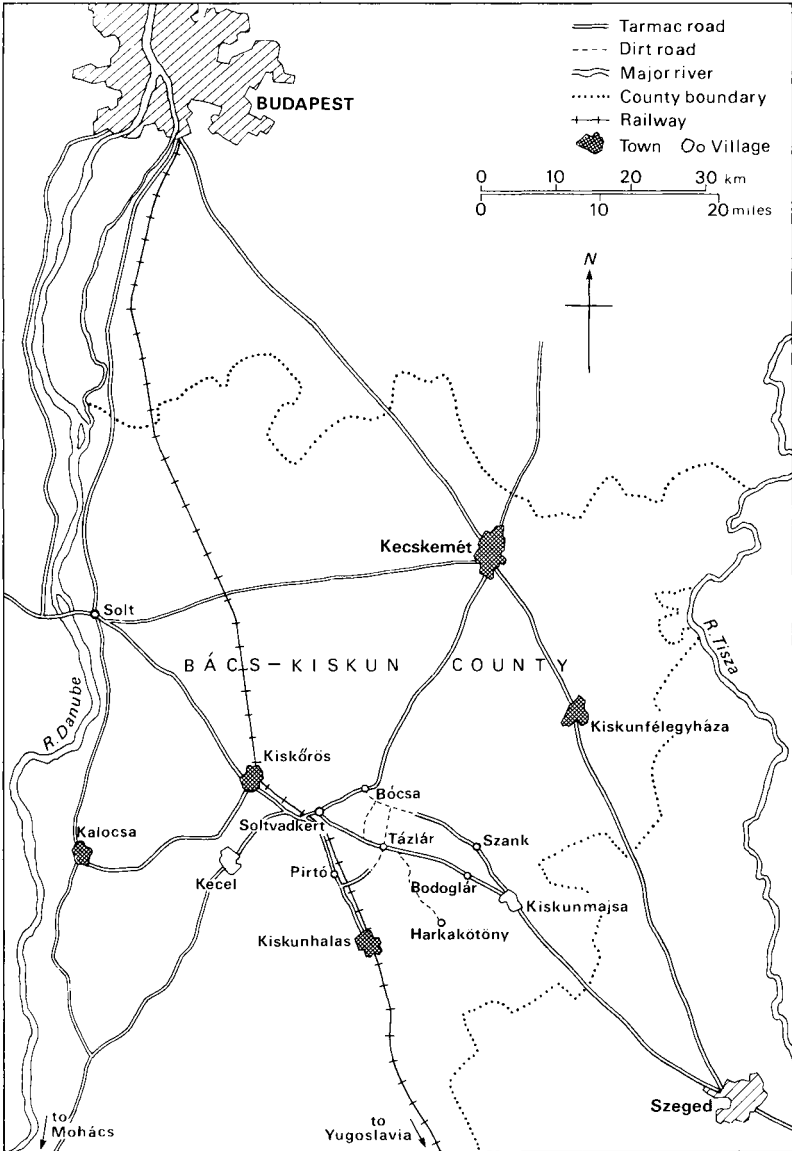 Tarmac road
Dirt road
Major river
County boundary
Railway
Town Oo Village
0 10 20 30 km
0 10 20 miles
BUDAPEST
N
Kecskemét
Solt
R. Tisza
BÁCS-KISKUN COUNTY
R. Danube
Kiskunfélegyháza
Kiskőrös
Bócsa
Soltvadkert
Kalocsa
Tázlár
Szank
Kecel
Pirtó
Bodoglár
Kiskunmajsa
Harkakötöny
Kiskunhalas
Szeged
to
Mohács
to
Yugoslavia